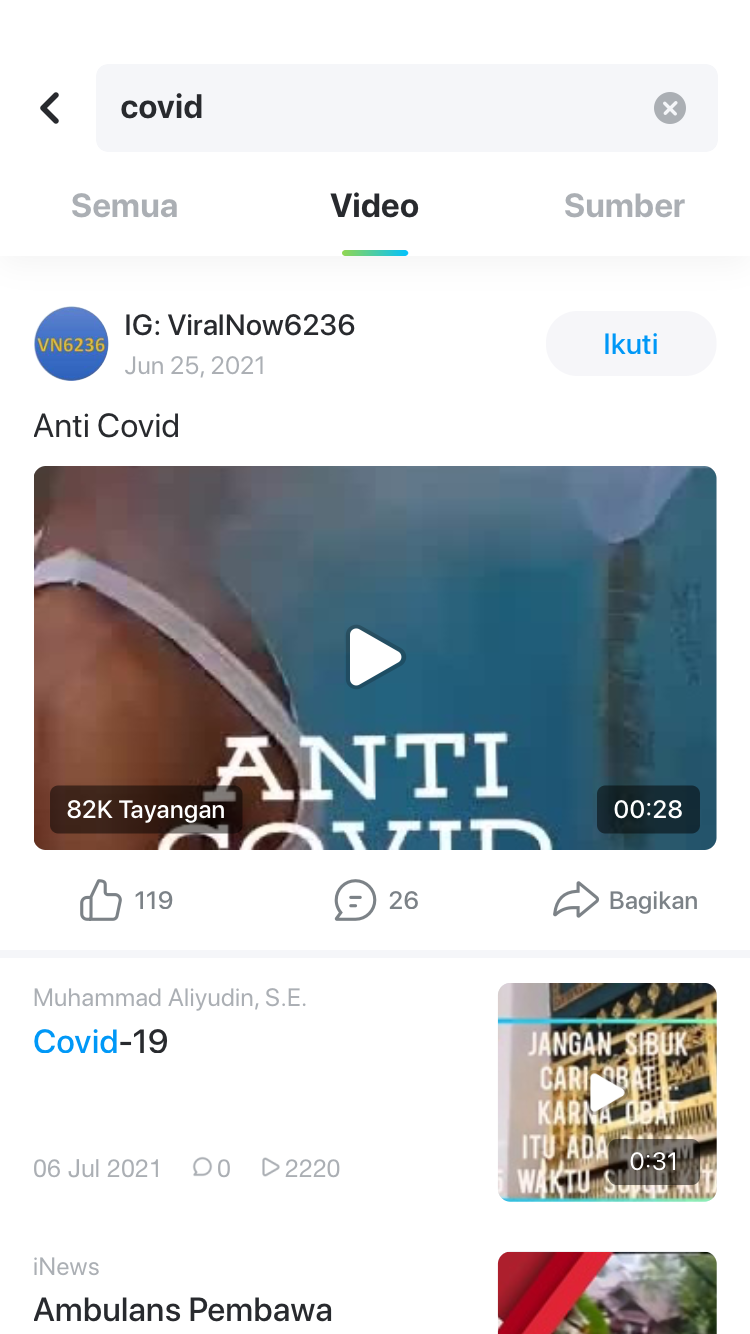 covid
Semua
Video
Sumber
VN6236
IG: ViralNow6236
Jun 25, 2021
Ikuti
Anti Covid
ANTI
COVID
82K Tayangan
00:28
119
26
Bagikan
Muhammad Aliyudin, S.E.
Covid-19
06 Jul 2021
0
2220
JANGAN SIBUK
CARI OBAT ..
KARNA OBAT
ITU ADA
WAKTU
0:31
iNews
Ambulans Pembawa